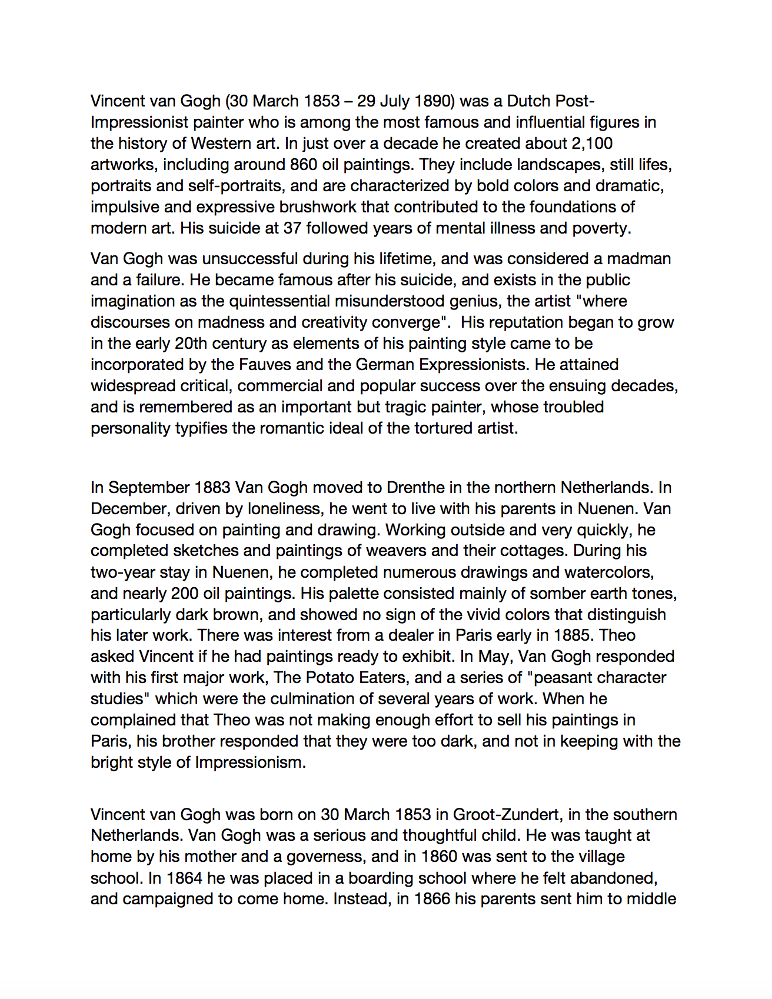 Vincent van Gogh (30 March 1853 – 29 July 1890) was a Dutch Post-
Impressionist painter who is among the most famous and influential figures in
the history of Western art. In just over a decade he created about 2,100
artworks, including around 860 oil paintings. They include landscapes, still lifes,
portraits and self-portraits, and are characterized by bold colors and dramatic,
impulsive and expressive brushwork that contributed to the foundations of
modern art. His suicide at 37 followed years of mental illness and poverty.
Van Gogh was unsuccessful during his lifetime, and was considered a madman
and a failure. He became famous after his suicide, and exists in the public
imagination as the quintessential misunderstood genius, the artist "where
discourses on madness and creativity converge".  His reputation began to grow
in the early 20th century as elements of his painting style came to be
incorporated by the Fauves and the German Expressionists. He attained
widespread critical, commercial and popular success over the ensuing decades,
and is remembered as an important but tragic painter, whose troubled
personality typifies the romantic ideal of the tortured artist.
In September 1883 Van Gogh moved to Drenthe in the northern Netherlands. In
December, driven by loneliness, he went to live with his parents in Nuenen. Van
Gogh focused on painting and drawing. Working outside and very quickly, he
completed sketches and paintings of weavers and their cottages. During his
two-year stay in Nuenen, he completed numerous drawings and watercolors,
and nearly 200 oil paintings. His palette consisted mainly of somber earth tones,
particularly dark brown, and showed no sign of the vivid colors that distinguish
his later work. There was interest from a dealer in Paris early in 1885. Theo
asked Vincent if he had paintings ready to exhibit. In May, Van Gogh responded
with his first major work, The Potato Eaters, and a series of "peasant character
studies" which were the culmination of several years of work. When he
complained that Theo was not making enough effort to sell his paintings in
Paris, his brother responded that they were too dark, and not in keeping with the
bright style of Impressionism.
Vincent van Gogh was born on 30 March 1853 in Groot-Zundert, in the southern
Netherlands. Van Gogh was a serious and thoughtful child. He was taught at
home by his mother and a governess, and in 1860 was sent to the village
school. In 1864 he was placed in a boarding school where he felt abandoned,
and campaigned to come home. Instead, in 1866 his parents sent him to middle